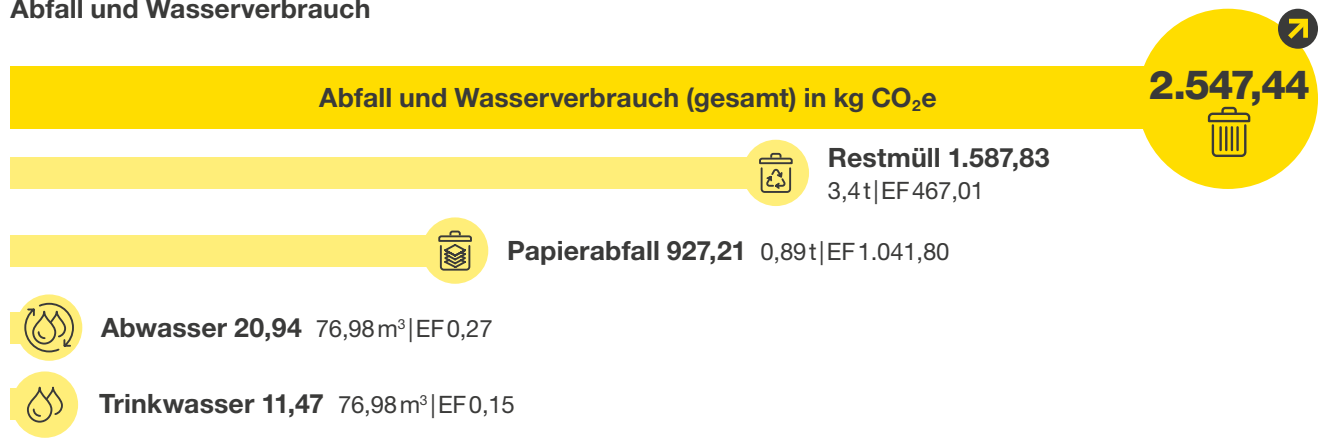 Abfall und Wasserverbrauch
Abfall und Wasserverbrauch (gesamt) in kg CO₂e
2.547,44
Restmüll 1.587,83
3,4 t|EF 467,01
Papierabfall 927,21 0,89 t|EF 1.041,80
Abwasser 20,94 76,98 m³|EF 0,27
Trinkwasser 11,47 76,98 m³|EF 0,15